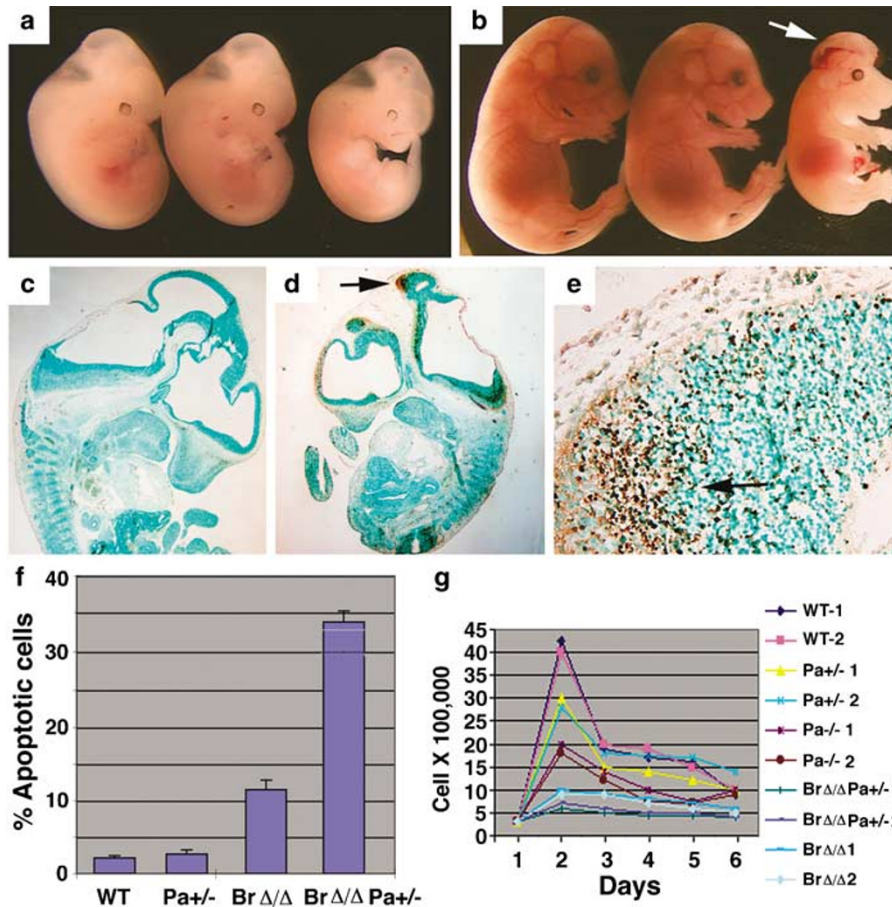 a
b
c
d
e
f
40
30
20
10
0
% Apoptotic cells
WT Pa+/- BrΔ/Δ BrΔ/Δ Pa+/-
g
45
40
35
30
25
20
15
10
5
0
Cell X 100,000
1 2 3 4 5 6
Days
WT-1
WT-2
Pa+/- 1
Pa+/- 2
Pa-/- 1
Pa-/- 2
BrΔ/ΔPa+/-
BrΔ/ΔPa+/-
BrΔ/Δ1
BrΔ/Δ2